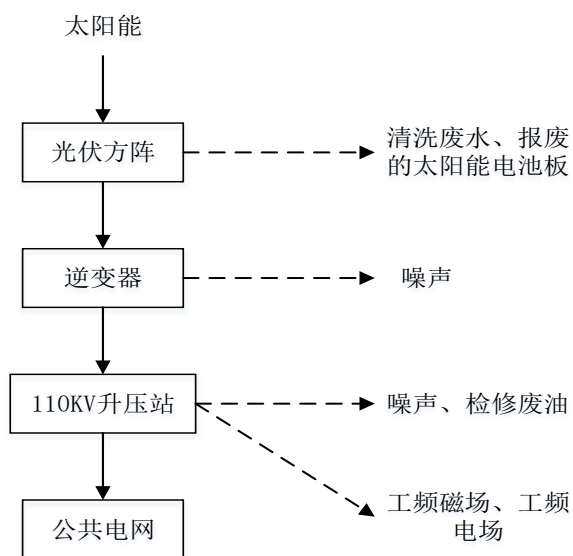 太阳能
光伏方阵
清洗废水、报废
的太阳能电池板
逆变器
噪声
110KV升压站
噪声、检修废油
工频磁场、工频
电场
公共电网